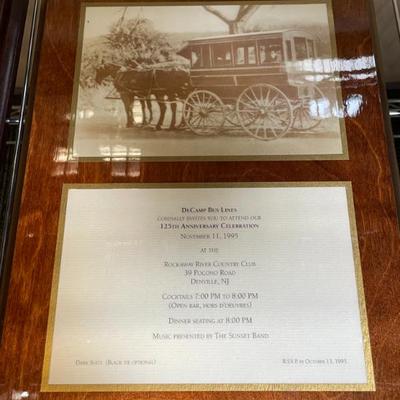 DeCamp Bus Lines
cordially invites you to attend our
125th Anniversary Celebration
November 11, 1995
at the
Rockaway River Country Club
39 Pocono Road
Denville, NJ
Cocktails 7:00 PM to 8:00 PM
(Open bar, hors d'oeuvres)
Dinner seating at 8:00 PM
Music presented by The Sunset Band
Dark Suits (Black tie optional)
R.S.V.P. by October 13, 1995